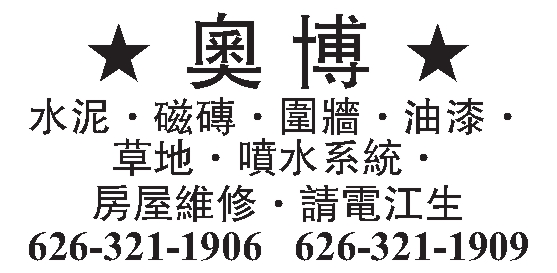 ★ 奧博 ★
水泥·磁磚·圍牆·油漆·
草地·噴水系統·
房屋維修·請電江生
626-321-1906 626-321-1909